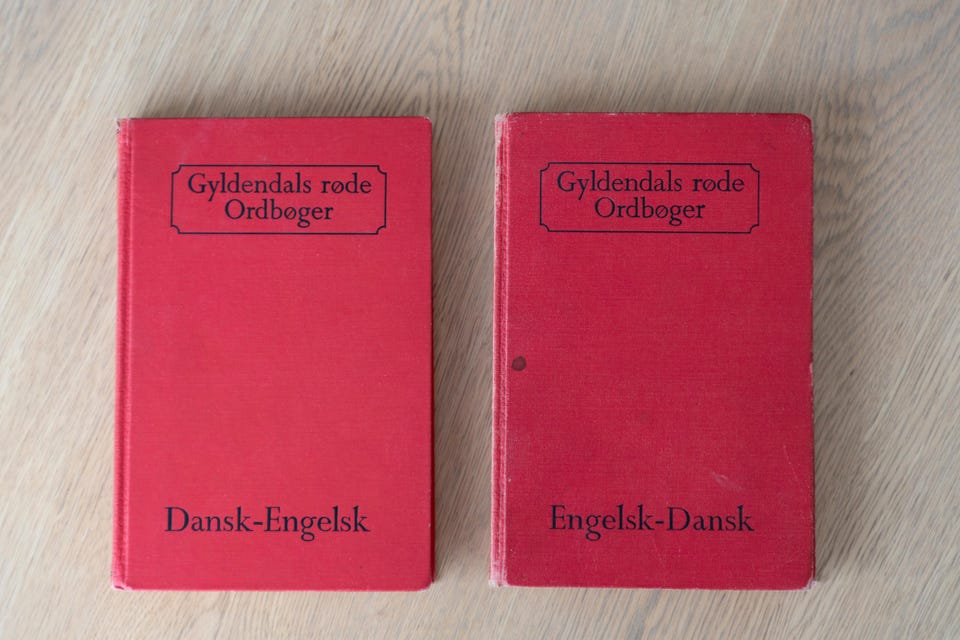 Gyldendals røde
Ordbøger
Dansk-Engelsk
Gyldendals røde
Ordbøger
Engelsk-Dansk